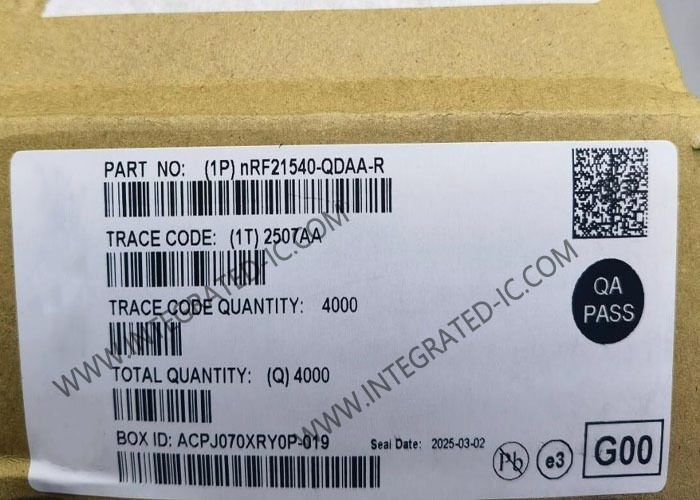 PART NO: (1P) nRF21540-QDAA-R
TRACE CODE: (1T) 2507AA
TRACE CODE QUANTITY: 4000
TOTAL QUANTITY: (Q) 4000
BOX ID: ACPJ070XRY0P-019
Seal Date: 2025-03-02
QA
PASS
Pb
e3
G00
WWW.INTEGRATED-IC.COM
WWW.INTEGRATED-IC.COM